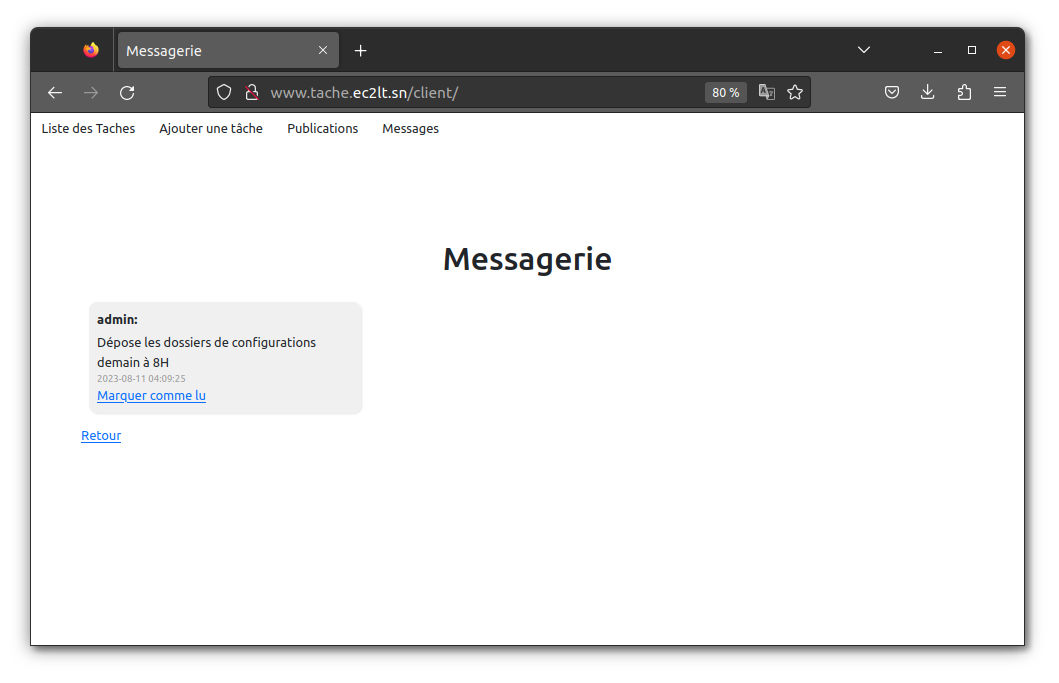 Messagerie
www.tache.ec2lt.sn/client/
80 %
Liste des Taches Ajouter une tâche Publications Messages
Messagerie
admin:
Dépose les dossiers de configurations
demain à 8H
2023-08-11 04:09:25
Marquer comme lu
Retour